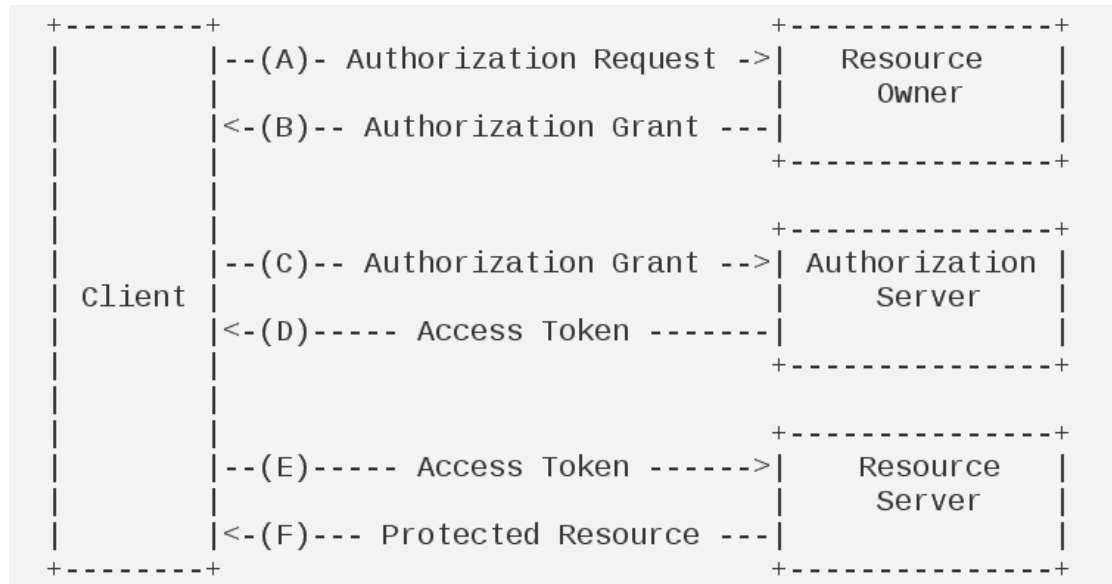 +--------+                               +---------------+
|        |--(A)- Authorization Request ->|   Resource    |
|        |                               |     Owner     |
|        |<-(B)-- Authorization Grant ---|               |
|        |                               +---------------+
|        |
|        |                               +---------------+
|        |--(C)-- Authorization Grant -->| Authorization |
| Client |                               |     Server    |
|        |<-(D)----- Access Token -------|               |
|        |                               +---------------+
|        |
|        |                               +---------------+
|        |--(E)----- Access Token ------>|    Resource   |
|        |                               |     Server    |
|        |<-(F)--- Protected Resource ---|               |
+--------+                               +---------------+